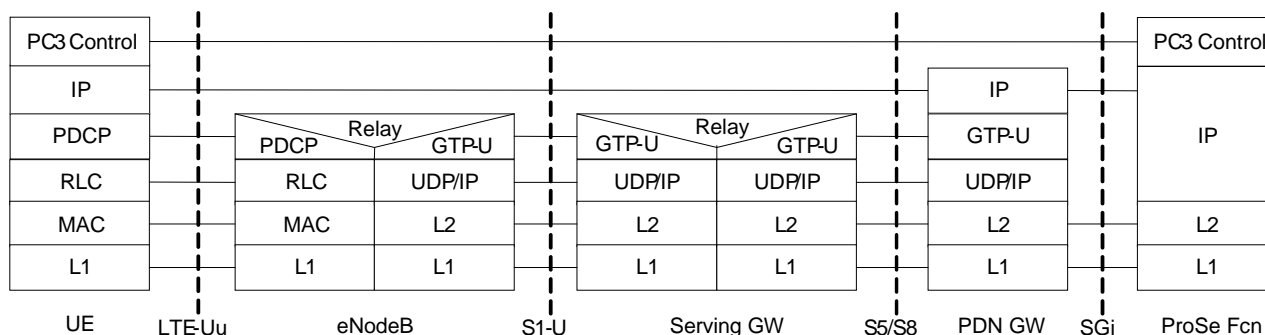 PC3 Control PC3 Control
IP IP
Relay Relay
PDCP PDCP GTP-U GTP-U GTP-U GTP-U IP
RLC RLC UDP/IP UDP/IP UDP/IP UDP/IP
MAC MAC L2 L2 L2 L2 L2
L1 L1 L1 L1 L1 L1 L1
UE LTE-Uu eNodeB S1-U Serving GW S5/S8 PDN GW SGi ProSe Fcn